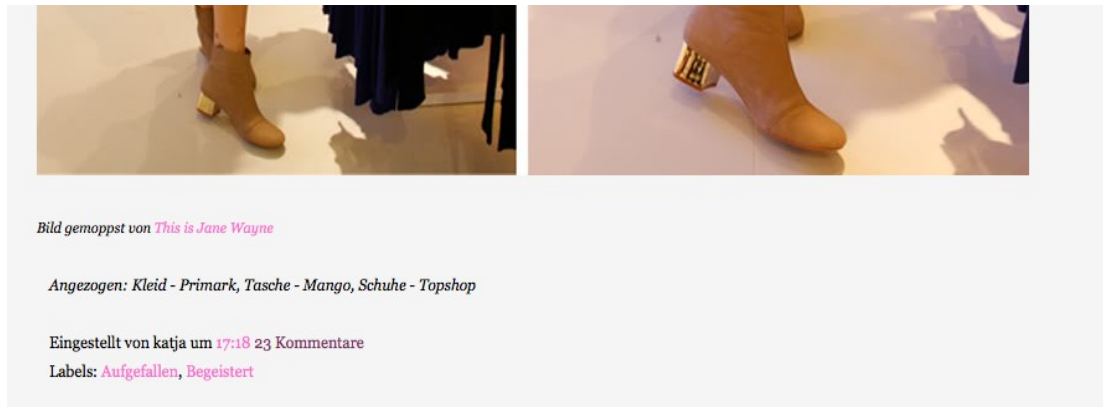 Bild gemoppst von This is Jane Wayne
Angezogen: Kleid - Primark, Tasche - Mango, Schuhe - Topshop
Eingestellt von katja um 17:18 23 Kommentare
Labels: Aufgefallen, Begeistert